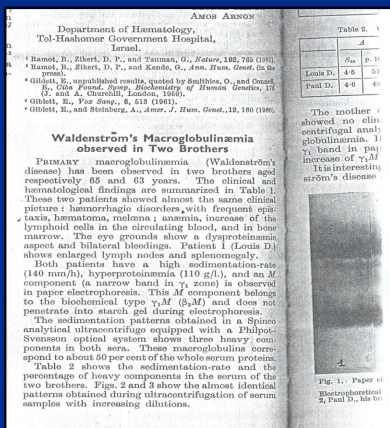 AMOS ARNON
Department of Hæmatology,
Tel-Hashomer Government Hospital,
Israel.
¹ Ramot, B., Zikert, D. P., and Tauman, G., Nature, 192, 765 (1961).
² Ramot, B., Zikert, D. P., and Kende, G., Ann. Hum. Genet. (in the
press).
³ Giblett, E., unpublished results, quoted by Smithies, O., and
Ciba Found. Symp. Biochemistry of Human Genetics, 178
(J. and A. Churchill, London, 1959).
⁴ Giblett, E., Vox Sang., 6, 513 (1961).
Giblett, E., and Steinberg, A., Amer. J. Hum. Genet., 12, 160 (1960).
Waldenström's Macroglobulinæmia
observed in Two Brothers
PRIMARY macroglobulinæmia (Waldenström's
disease) has been observed in two brothers aged
respectively 65 and 63 years. The clinical and
hæmatological findings are summarized in Table 1.
These two patients showed almost the same clinical
picture: hæmorrhagic disorders, with frequent epis-
taxis, hæmatoma, melœna; anæmia, increase of the
lymphoid cells in the circulating blood, and in bone
marrow. The eye grounds show a dysproteinæmic
aspect and bilateral bleedings. Patient 1 (Louis D.)
shows enlarged lymph nodes and splenomegaly.
Both patients have a high sedimentation-rate
(140 mm/h), hyperproteinæmia (110 g/l.), and an M
component (a narrow band in γ₁ zone) is observed
in paper electrophoresis. This M component belongs
to the biochemical type γ₁M (β₂M) and does not
penetrate into starch gel during electrophoresis.
The sedimentation patterns obtained in a Spinco
analytical ultracentrifuge equipped with a Philpot-
Svensson optical system shows three heavy com-
ponents in both sera. These macroglobulins corre-
spond to about 50 per cent of the whole serum proteins.
Table 2 shows the sedimentation-rate and the
percentage of heavy components in the serum of the
two brothers. Figs. 2 and 3 show the almost identical
patterns obtained during ultracentrifugation of serum
samples with increasing dilutions.
Table 2.
A
Louis D. 4·5
Paul D. 4·6
The mother
showed no clin
centrifugal analy
globulinæmia.
γ₁ band in pap
increase of γ₁M
It is interesting
ström's disease
1
Fig. 1. Paper el
Electrophoretical
2, Paul D., his br